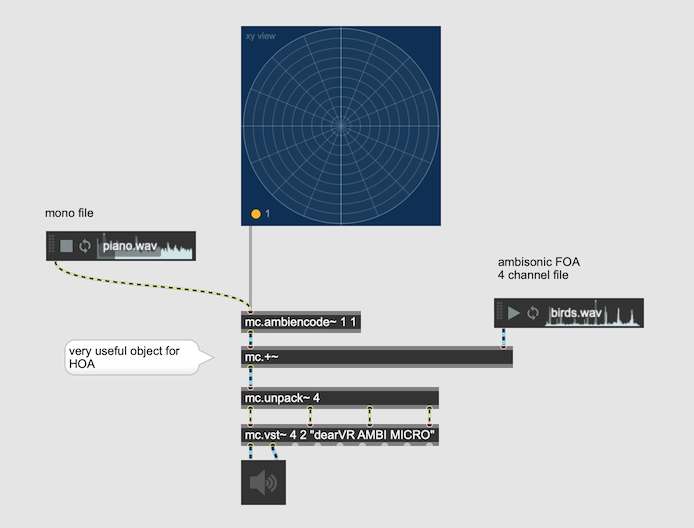 xy view
1
mono file
piano.wav
ambisonic FOA
4 channel file
birds.wav
mc.ambiencode~ 1 1
mc.+~
very useful object for
HOA
mc.unpack~ 4
mc.vst~ 4 2 "dearVR AMBI MICRO"